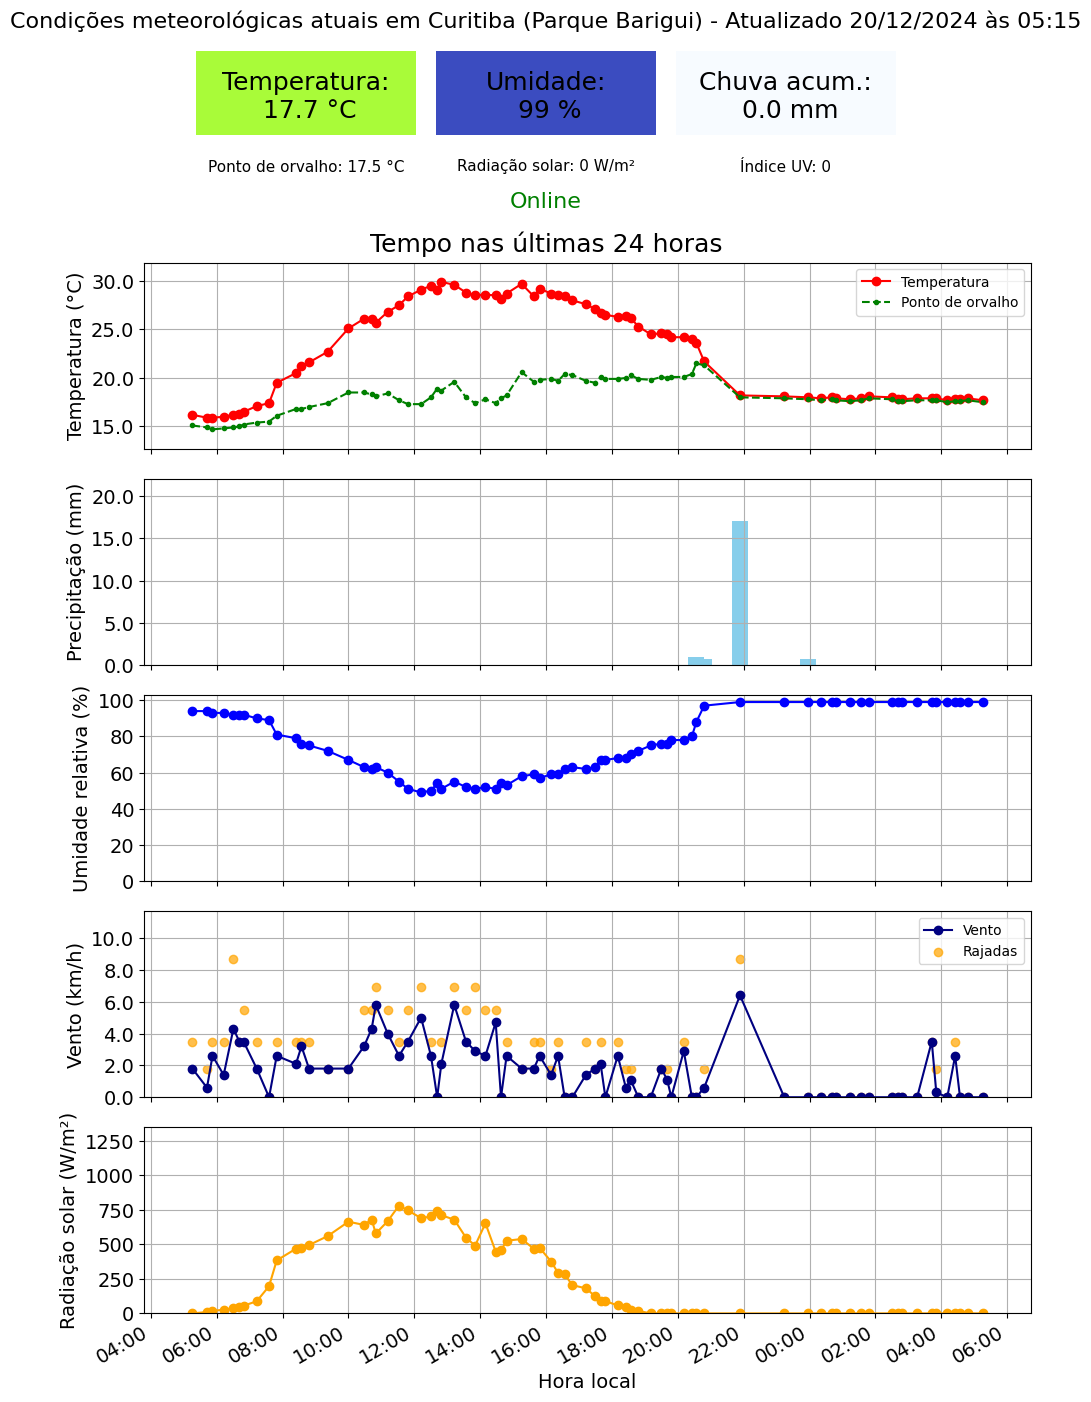 Condições meteorológicas atuais em Curitiba (Parque Barigui) - Atualizado 20/12/2024 às 05:15
Temperatura:
17.7 °C
Umidade:
99 %
Chuva acum.:
0.0 mm
Ponto de orvalho: 17.5 °C
Radiação solar: 0 W/m²
Índice UV: 0
Online
Tempo nas últimas 24 horas
Temperatura (°C)
30.0
25.0
20.0
15.0
Temperatura
Ponto de orvalho
Precipitação (mm)
20.0
15.0
10.0
5.0
0.0
Umidade relativa (%)
100
80
60
40
20
0
Vento (km/h)
10.0
8.0
6.0
4.0
2.0
0.0
Vento
Rajadas
Radiação solar (W/m²)
1250
1000
750
500
250
0
04:00
06:00
08:00
10:00
12:00
14:00
16:00
18:00
20:00
22:00
00:00
02:00
04:00
06:00
Hora local